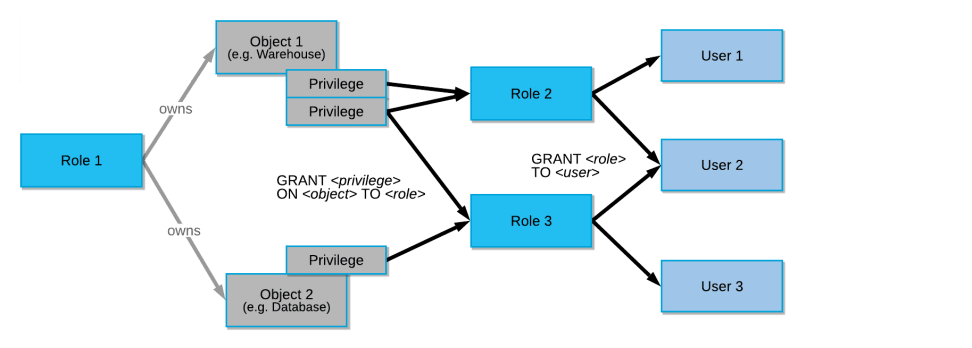 Object 1
(e.g. Warehouse)
Privilege
Privilege
owns
Role 1
owns
GRANT <privilege>
ON <object> TO <role>
Privilege
Object 2
(e.g. Database)
Role 2
GRANT <role>
TO <user>
Role 3
User 1
User 2
User 3